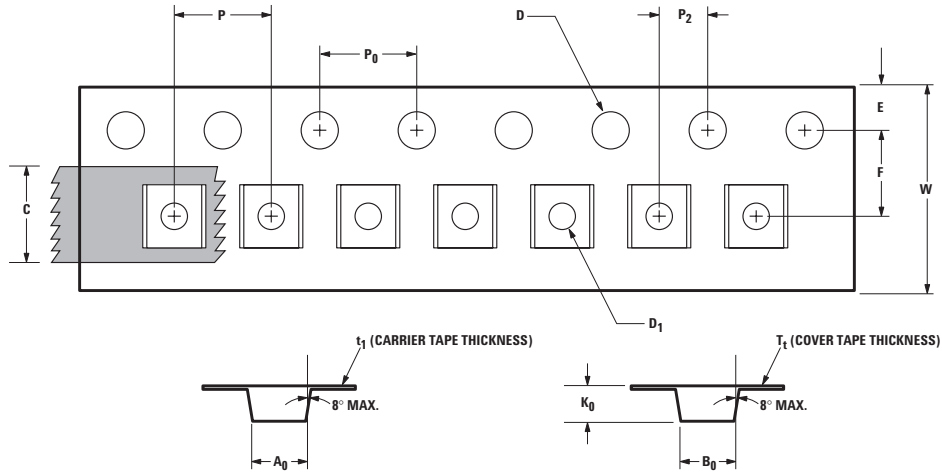 P
P0
D
P2
E
F
W
C
D1
t1 (CARRIER TAPE THICKNESS)
Tt (COVER TAPE THICKNESS)
8° MAX.
K0
8° MAX.
A0
B0